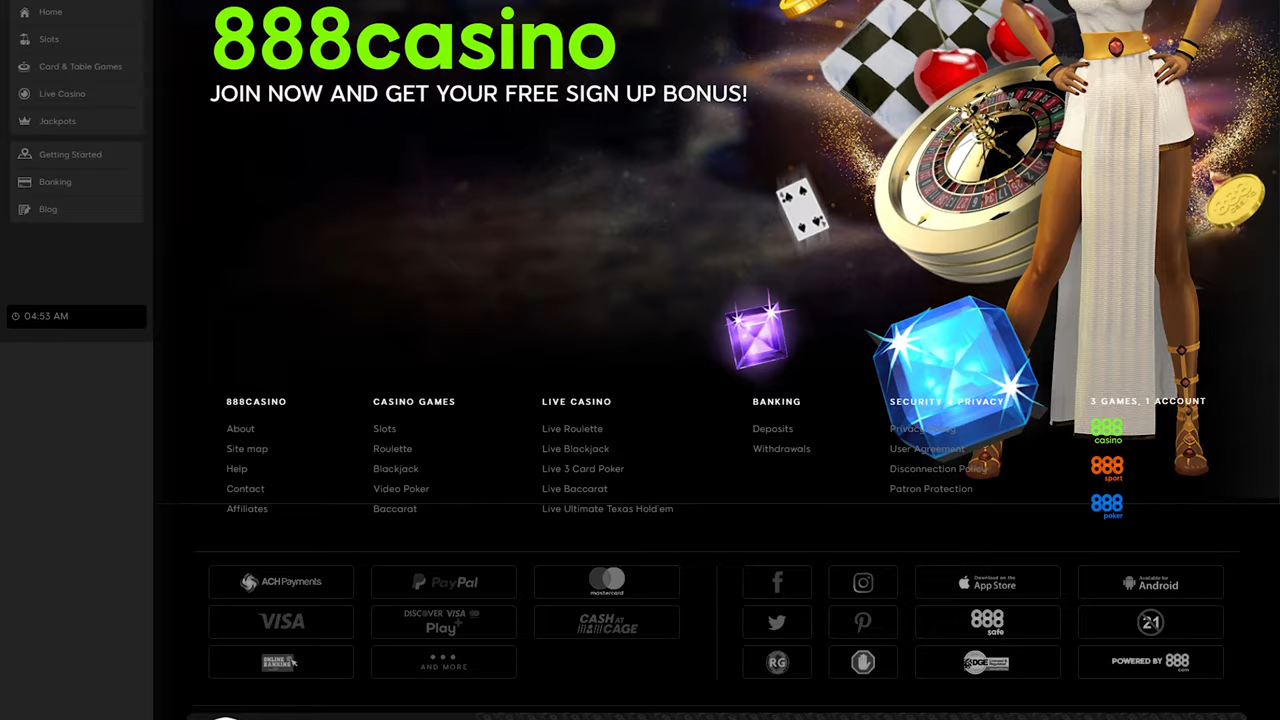 Home
Slots
Card & Table Games
Live Casino
Jackpots
Getting Started
Banking
Blog
04:53 AM
888casino
JOIN NOW AND GET YOUR FREE SIGN UP BONUS!
888CASINO
About
Site map
Help
Contact
Affiliates
CASINO GAMES
Slots
Roulette
Blackjack
Video Poker
Baccarat
LIVE CASINO
Live Roulette
Live Blackjack
Live 3 Card Poker
Live Baccarat
Live Ultimate Texas Hold'em
BANKING
Deposits
Withdrawals
SECURITY & PRIVACY
Privacy Policy
User Agreement
Disconnection Policy
Patron Protection
3 GAMES, 1 ACCOUNT
888
casino
888
sport
888
poker
ACH Payments
PayPal
mastercard
VISA
DISCOVER VISA
Play+
CASH AT
CAGE
ONLINE
BANKING
AND MORE
Download on the
App Store
Available for
Android
888
safe
21
RG
DGE
POWERED BY 888
.com